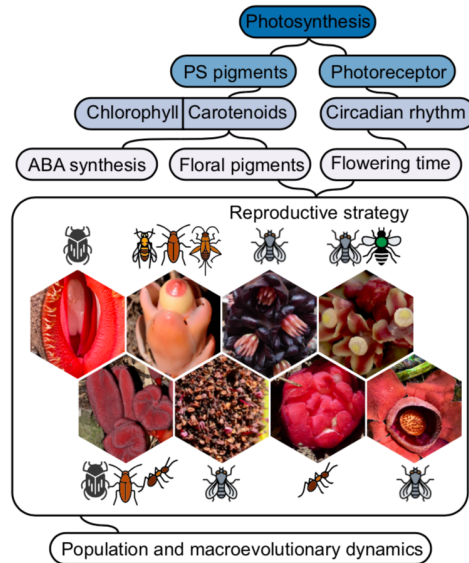 Photosynthesis
PS pigments
Photoreceptor
Chlorophyll
Carotenoids
Circadian rhythm
ABA synthesis
Floral pigments
Flowering time
Reproductive strategy
Population and macroevolutionary dynamics